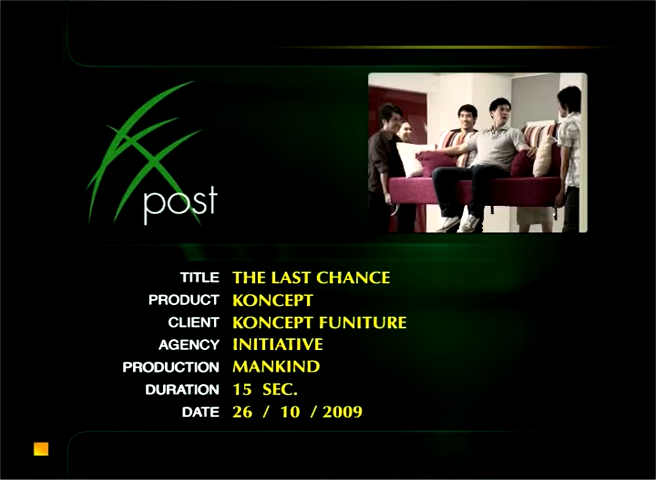 post
TITLE THE LAST CHANCE
PRODUCT KONCEPT
CLIENT KONCEPT FUNITURE
AGENCY INITIATIVE
PRODUCTION MANKIND
DURATION 15 SEC.
DATE 26 / 10 / 2009